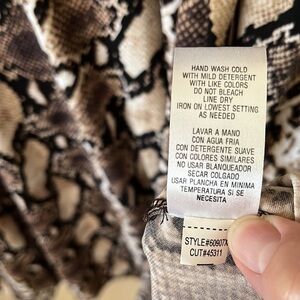 HAND WASH COLD
WITH MILD DETERGENT
WITH LIKE COLORS
DO NOT BLEACH
LINE DRY
IRON ON LOWEST SETTING
AS NEEDED
LAVAR A MANO
CON AGUA FRIA
CON DETERGENTE SUAVE
CON COLORES SIMILARES
NO USAR BLANQUEADOR
SECAR COLGADO
USAR PLANCHA EN MINIMA
TEMPERATURA SI SE
NECESITA
STYLE#60907X
CUT#45311